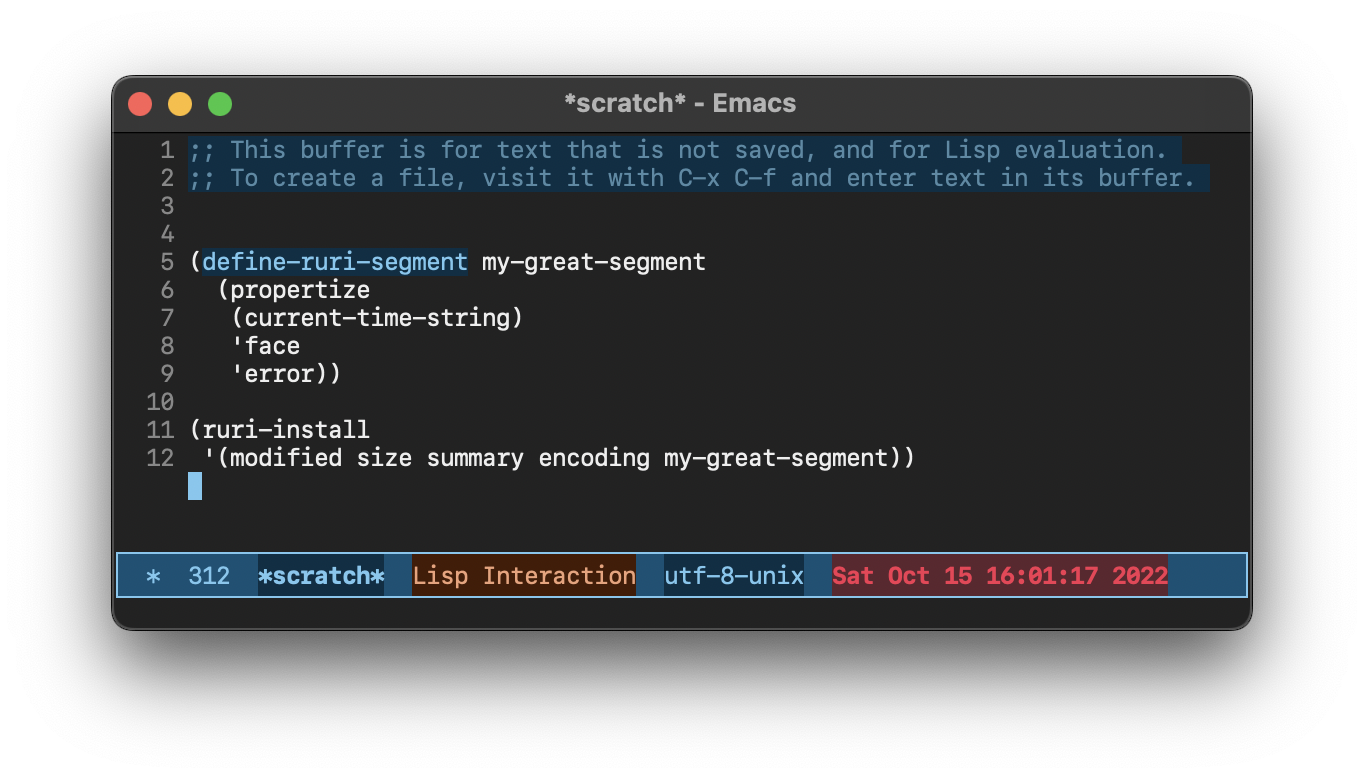 *scratch* - Emacs
1 ;; This buffer is for text that is not saved, and for Lisp evaluation.
2 ;; To create a file, visit it with C-x C-f and enter text in its buffer.
3
4
5 (define-ruri-segment my-great-segment
6   (propertize
7    (current-time-string)
8    'face
9    'error))
10
11 (ruri-install
12  '(modified size summary encoding my-great-segment))
* 312 *scratch* Lisp Interaction utf-8-unix Sat Oct 15 16:01:17 2022